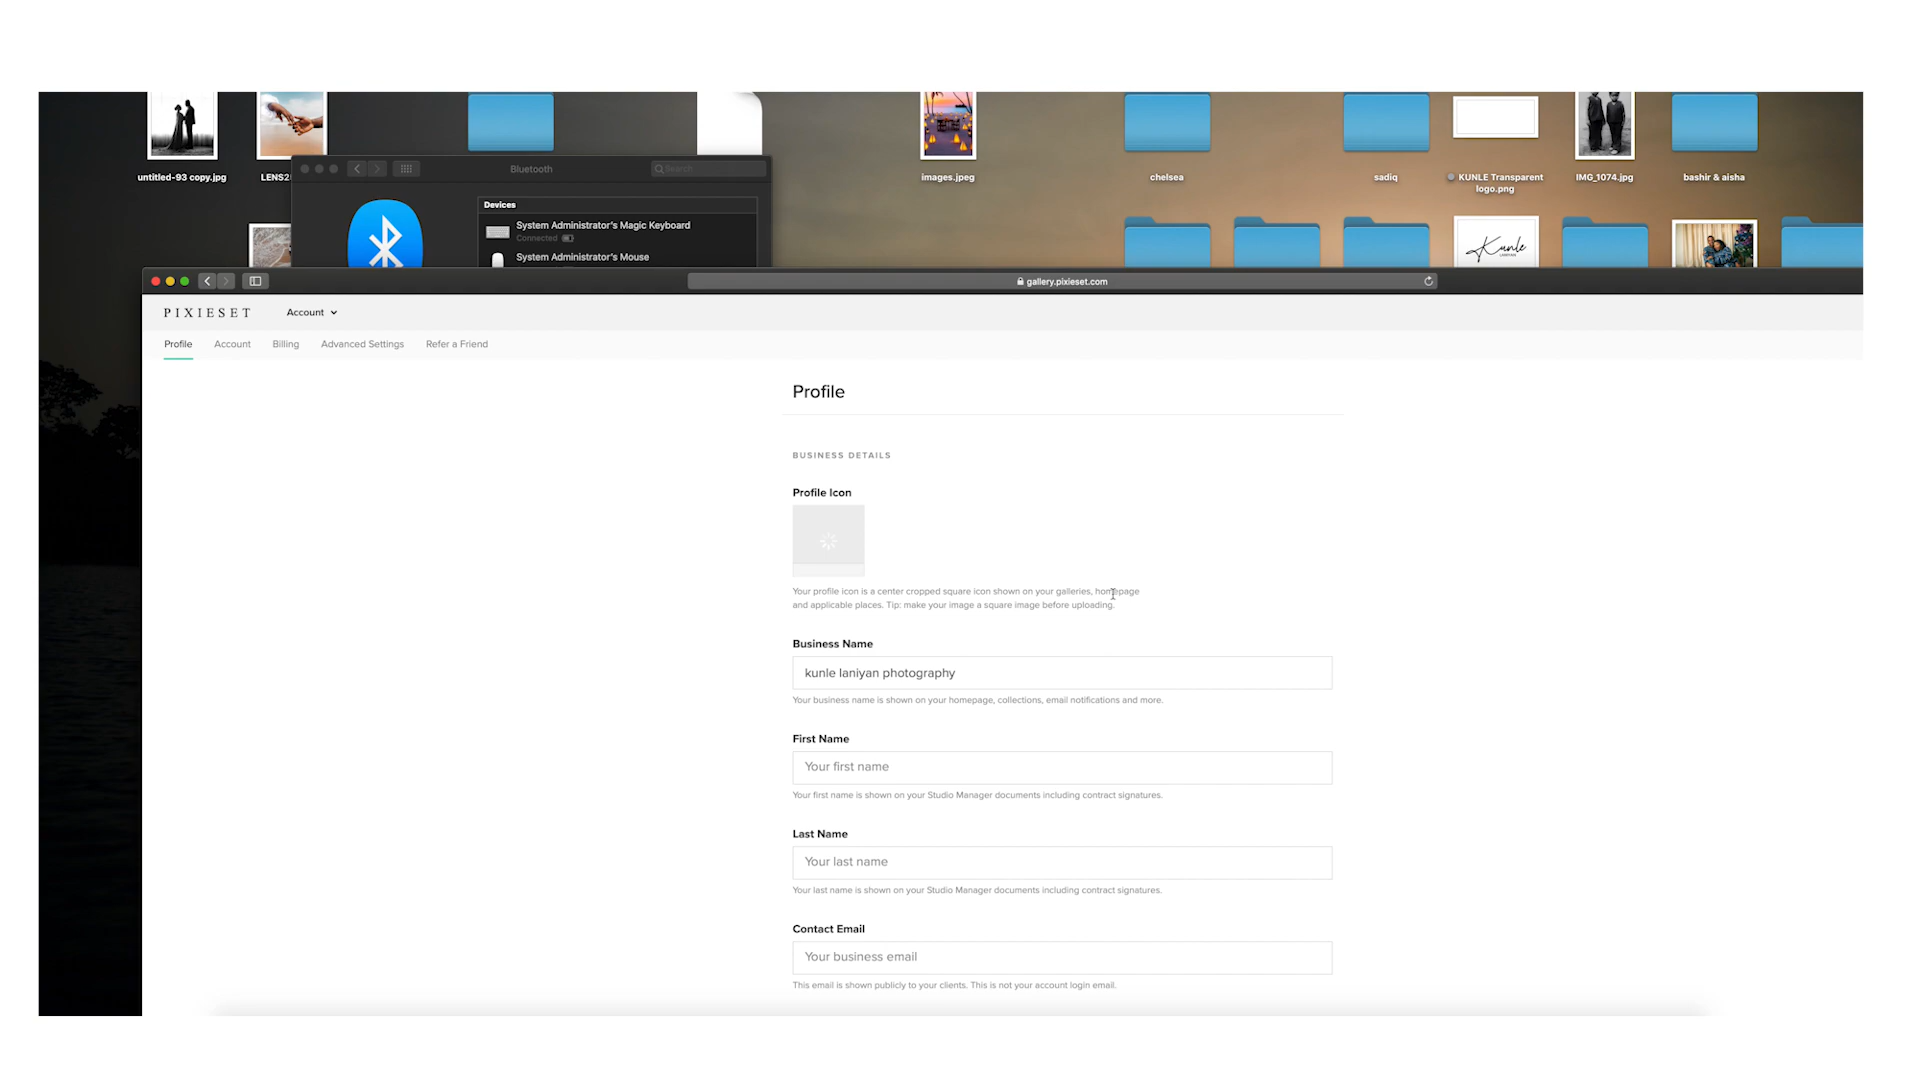 untitled-93 copy.jpg
images.jpeg
chelsea
sadiq
KUNLE Transparent
logo.png
IMG_1074.jpg
bashir & aisha
Bluetooth
Search
Devices
System Administrator's Magic Keyboard
Connected
System Administrator's Mouse
Kunle
gallery.pixieset.com
PIXIESET
Account
Profile
Account
Billing
Advanced Settings
Refer a Friend
Profile
BUSINESS DETAILS
Profile Icon
Your profile icon is a center cropped square icon shown on your galleries, homepage
and applicable places. Tip: make your image a square image before uploading.
Business Name
kunle laniyan photography
Your business name is shown on your homepage, collections, email notifications and more.
First Name
Your first name
Your first name is shown on your Studio Manager documents including contract signatures.
Last Name
Your last name
Your last name is shown on your Studio Manager documents including contract signatures.
Contact Email
Your business email
This email is shown publicly to your clients. This is not your account login email.